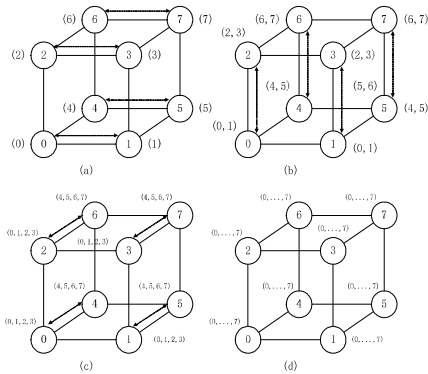 (6) 6 7 (7)
(2) 2 3 (3)
(4) 4 5 (5)
(0) 0 1 (1)
(a)
(6, 7) 6 7 (6, 7)
(2, 3) 2 3 (2, 3)
(4, 5) 4 (5, 6) 5 (4, 5)
(0, 1) 0 1 (0, 1)
(b)
(4, 5, 6, 7) 6 (4, 5, 6, 7) 7
(0, 1, 2, 3) 2 (0, 1, 2, 3) 3
(4, 5, 6, 7) 4 (4, 5, 6, 7) 5
(0, 1, 2, 3) 0 1 (0, 1, 2, 3)
(c)
(0, ...., 7) 6 (0, ...., 7) 7
(0, ...., 7) 2 (0, ...., 7) 3
(0, ...., 7) 4 (0, ...., 7) 5
(0, ...., 7) 0 1 (0, ...., 7)
(d)